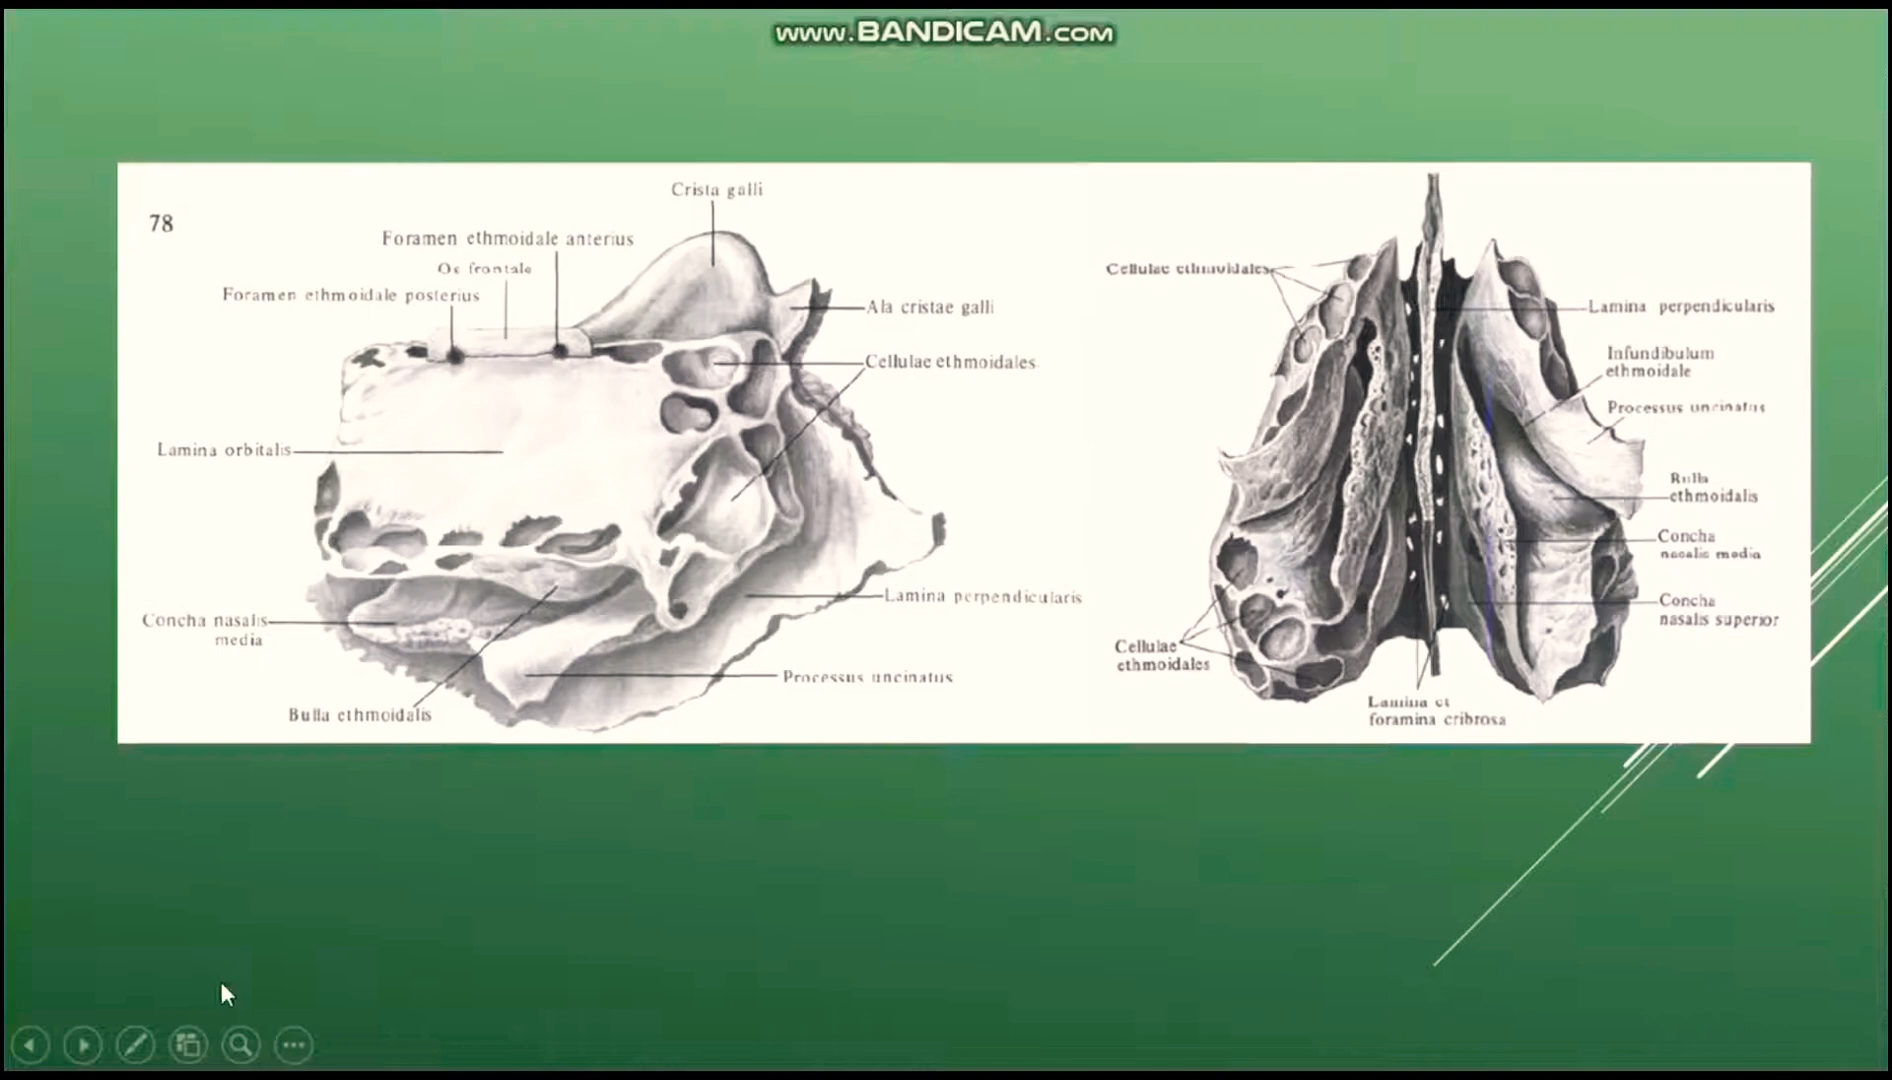 www.BANDICAM.com
78
Crista galli
Foramen ethmoidale anterius
Os frontale
Foramen ethmoidale posterius
Ala cristae galli
Cellulae ethmoidales
Lamina orbitalis
Lamina perpendicularis
Concha nasalis
media
Processus uncinatus
Bulla ethmoidalis
Cellulae ethmoidales
Lamina perpendicularis
Infundibulum
ethmoidale
Processus uncinatus
Bulla
ethmoidalis
Concha
nasalis media
Concha
nasalis superior
Cellulae
ethmoidales
Lamina et
foramina cribrosa